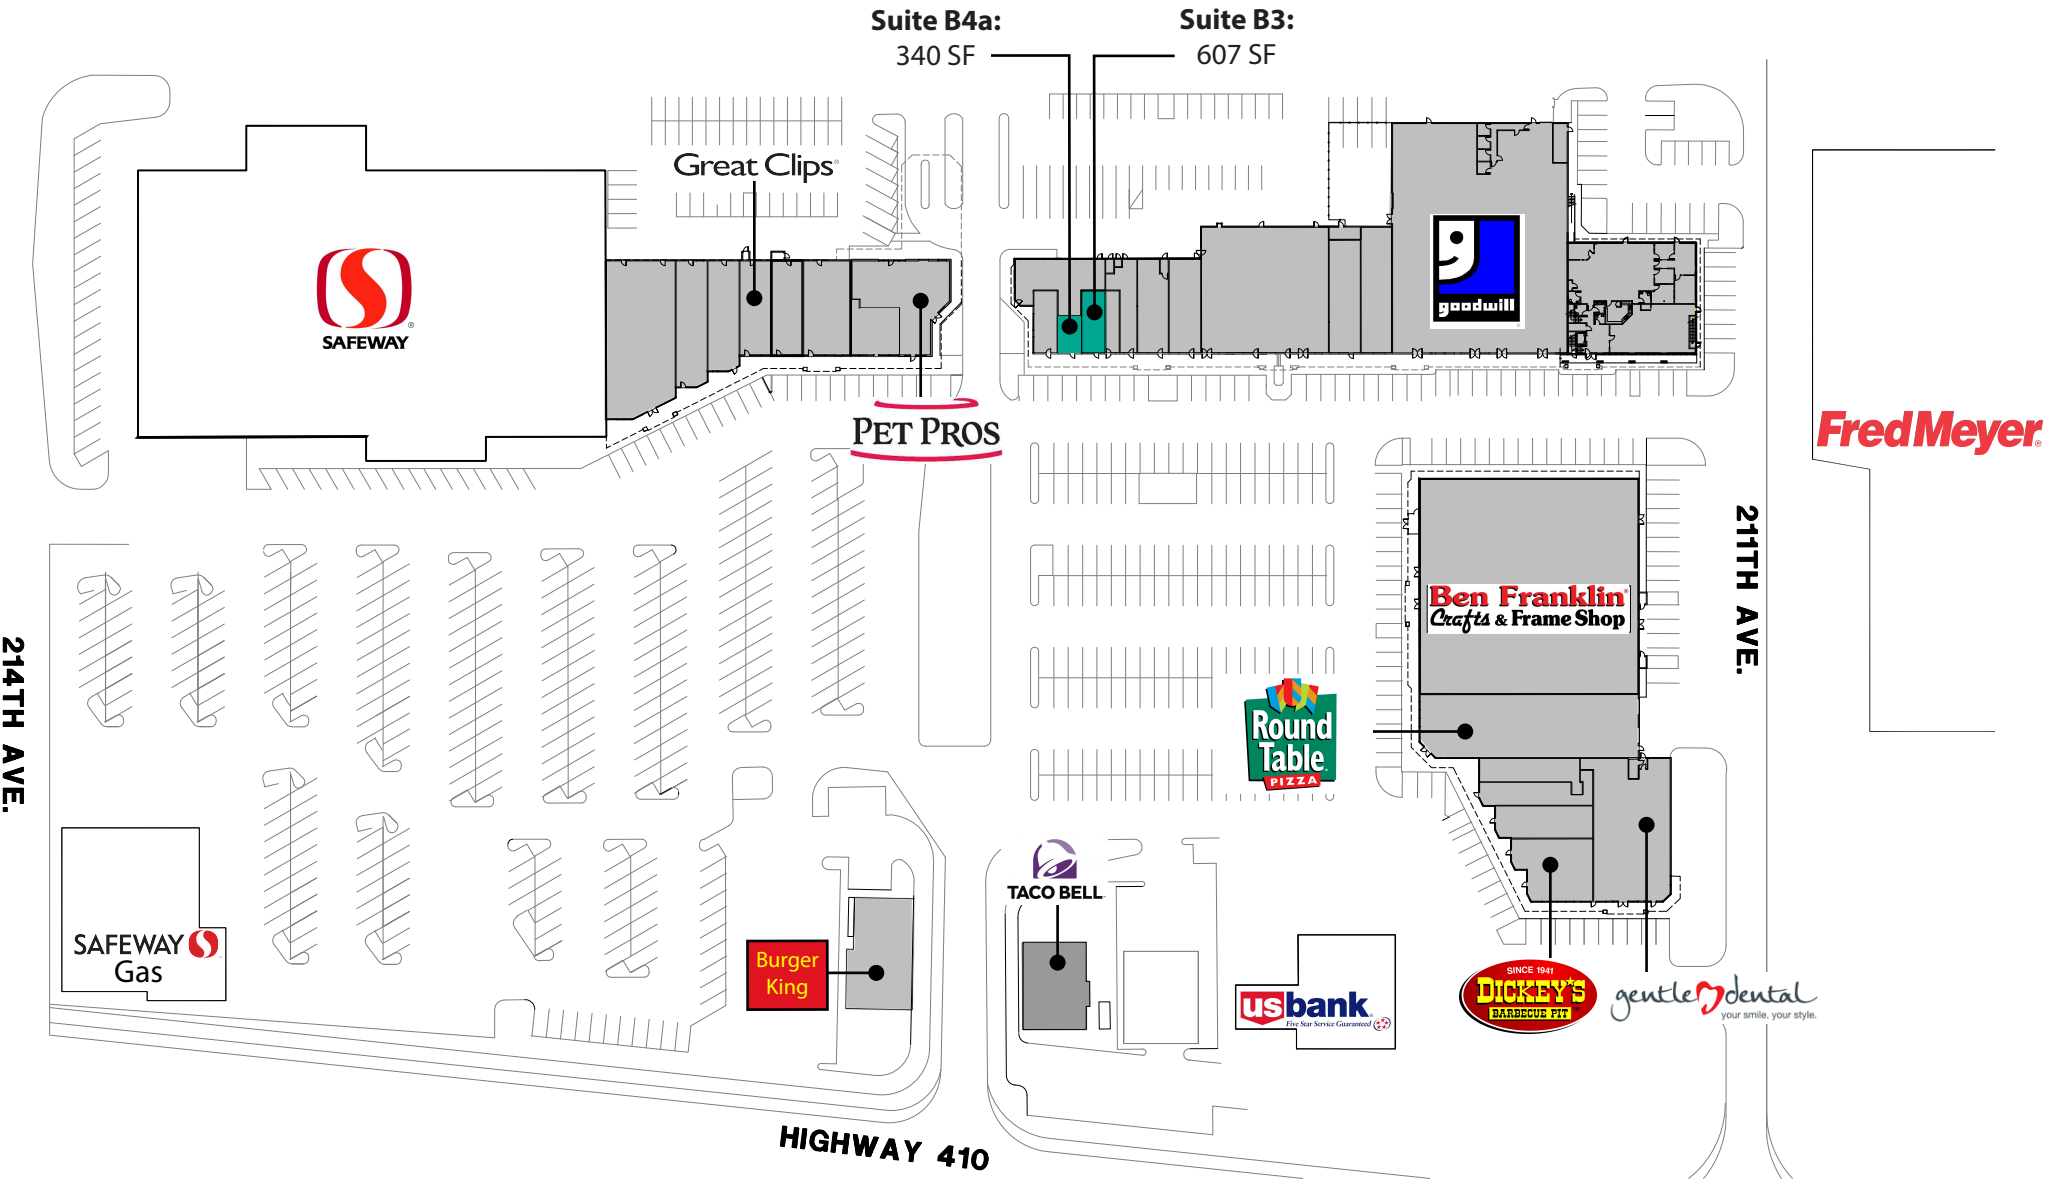 Suite B4a:
340 SF
Suite B3:
607 SF
Great Clips®
SAFEWAY
®
goodwill
PET PROS
FredMeyer®
211TH AVE.
Ben Franklin®
Crafts & Frame Shop
214TH AVE.
Round
Table
PIZZA
TACO BELL
SAFEWAY
Gas
Burger
King
usbank.
Five Star Service Guaranteed
SINCE 1941
DICKEY'S
BARBECUE PIT
gentle dental
your smile. your style.
HIGHWAY 410